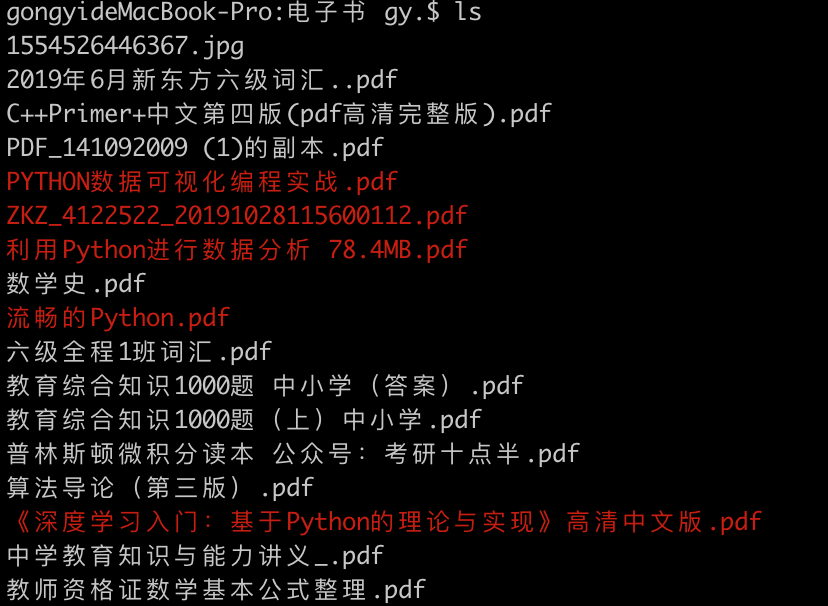 gongyideMacBook-Pro:电子书 gy.$ ls
1554526446367.jpg
2019年6月新东方六级词汇..pdf
C++Primer+中文第四版(pdf高清完整版).pdf
PDF_141092009 (1)的副本.pdf
PYTHON数据可视化编程实战.pdf
ZKZ_4122522_20191028115600112.pdf
利用Python进行数据分析 78.4MB.pdf
数学史.pdf
流畅的Python.pdf
六级全程1班词汇.pdf
教育综合知识1000题 中小学（答案）.pdf
教育综合知识1000题（上）中小学.pdf
普林斯顿微积分读本 公众号：考研十点半.pdf
算法导论（第三版）.pdf
《深度学习入门：基于Python的理论与实现》高清中文版.pdf
中学教育知识与能力讲义_.pdf
教师资格证数学基本公式整理.pdf